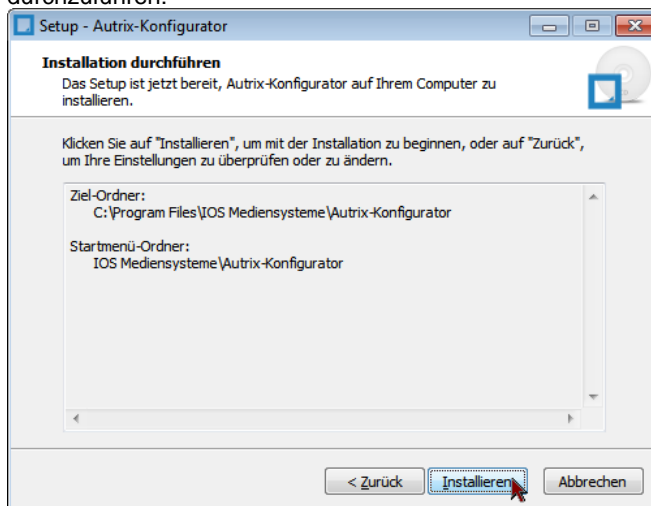 durchzuführen.
Setup - Autrix-Konfigurator
Installation durchführen
Das Setup ist jetzt bereit, Autrix-Konfigurator auf Ihrem Computer zu
installieren.
Klicken Sie auf "Installieren", um mit der Installation zu beginnen, oder auf "Zurück",
um Ihre Einstellungen zu überprüfen oder zu ändern.
Ziel-Ordner:
C:\Program Files\IOS Mediensysteme\Autrix-Konfigurator
Startmenü-Ordner:
IOS Mediensysteme\Autrix-Konfigurator
< Zurück Installieren Abbrechen